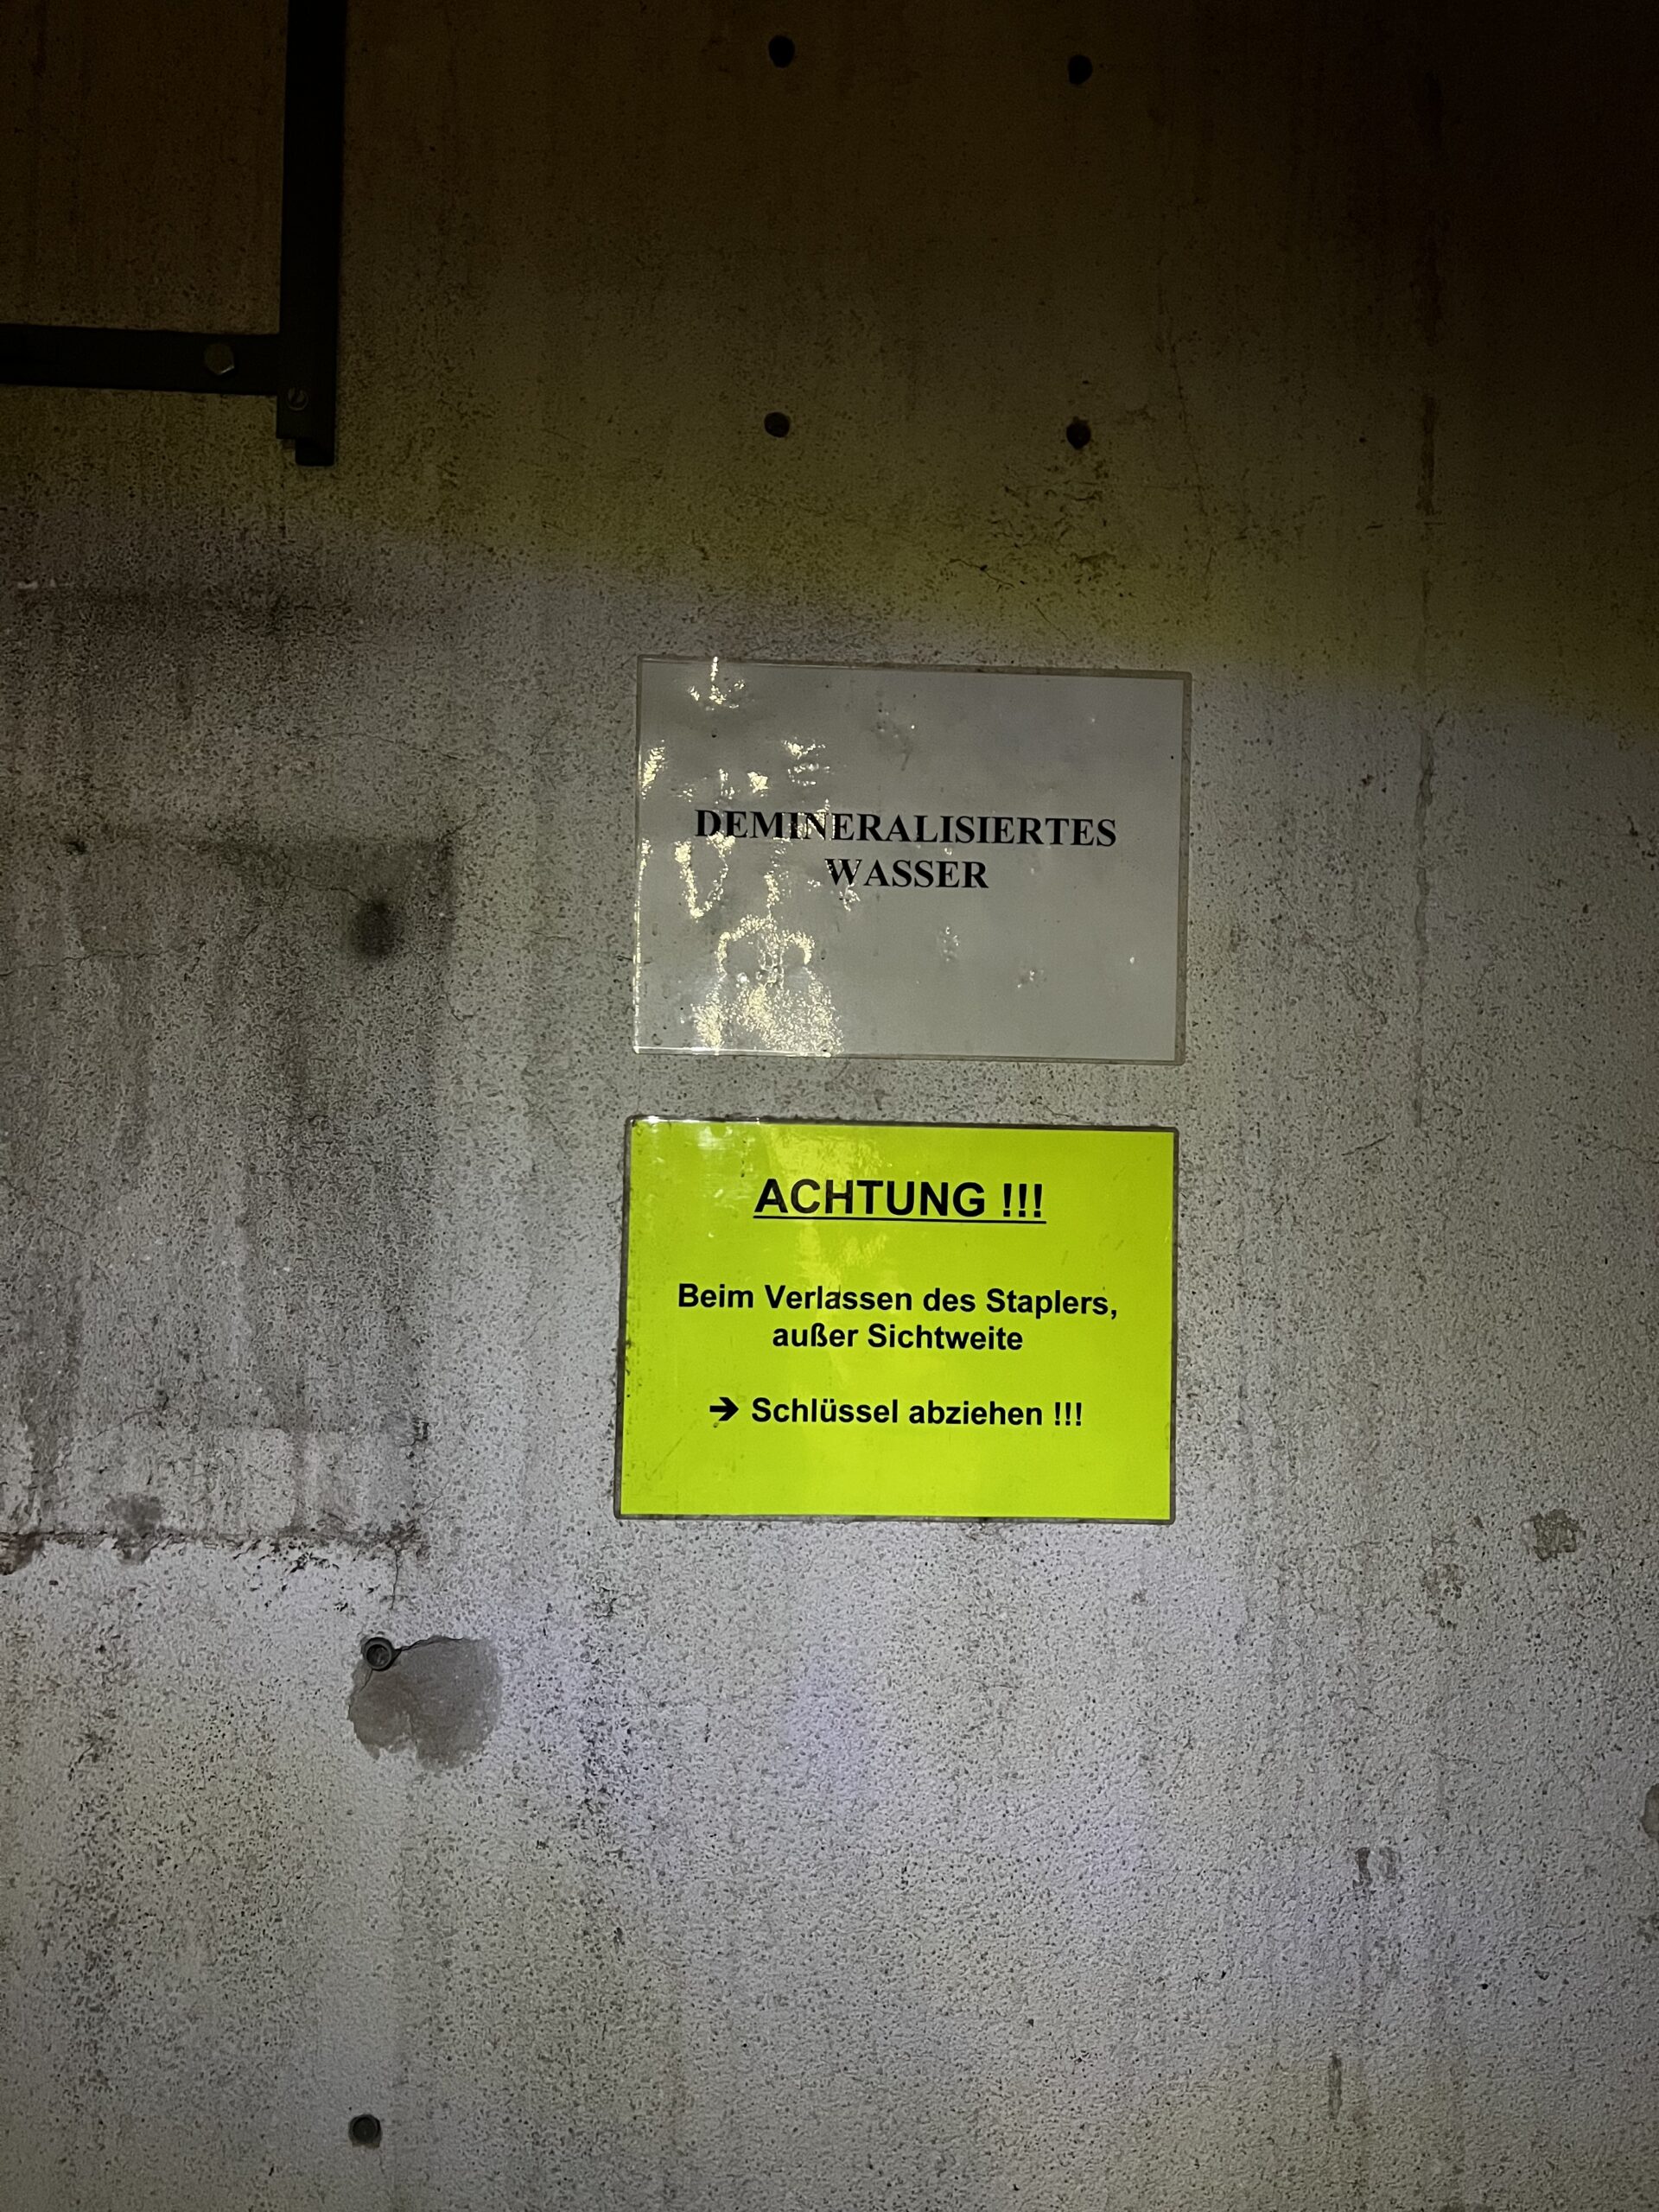 DEMINERALISIERTES
WASSER
ACHTUNG !!!
Beim Verlassen des Staplers,
außer Sichtweite
➔ Schlüssel abziehen !!!